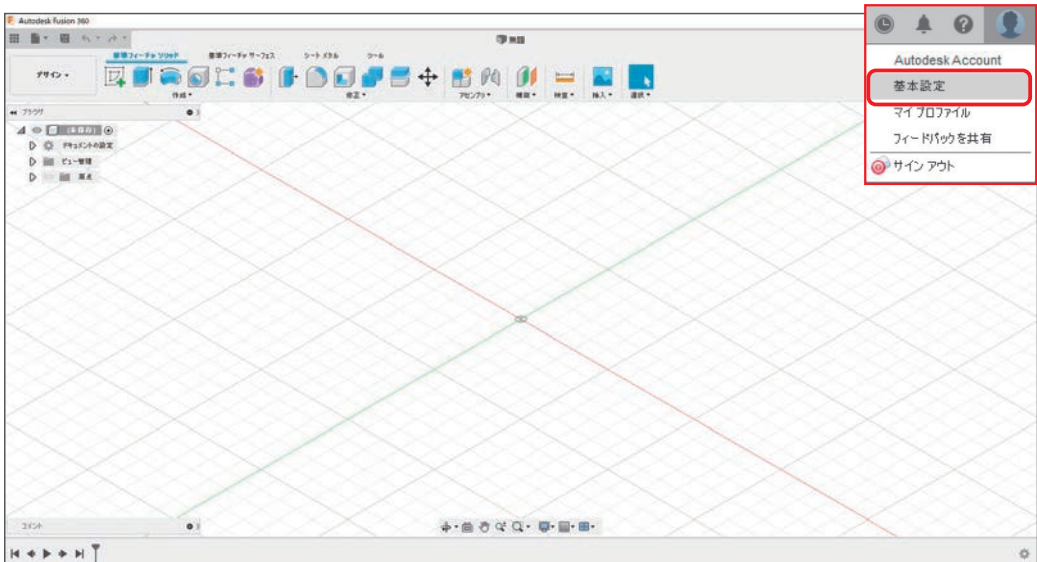 Autodesk Fusion 360
無題
Autodesk Account
基本設定
マイ プロファイル
フィードバックを共有
サイン アウト
基準フィーチャ ソリッド
基準フィーチャ サーフェス
シート メタル
ツール
デザイン
作成
修正
アセンブリ
構築
検査
挿入
選択
ブラウザ
(未保存)
ドキュメントの設定
ビュー管理
原点
コメント